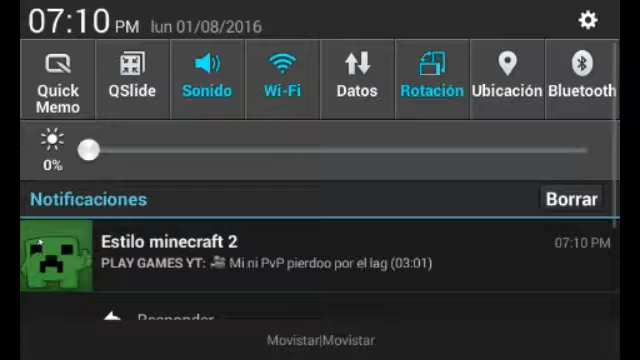 07:10 PM lun 01/08/2016
Quick Memo QSlide Sonido Wi-Fi Datos Rotación Ubicación Bluetooth
0%
Notificaciones Borrar
Estilo minecraft 2 07:10 PM
PLAY GAMES YT: 🎥 Mi ni PvP pierdoo por el lag (03:01)
Responder
Movistar|Movistar